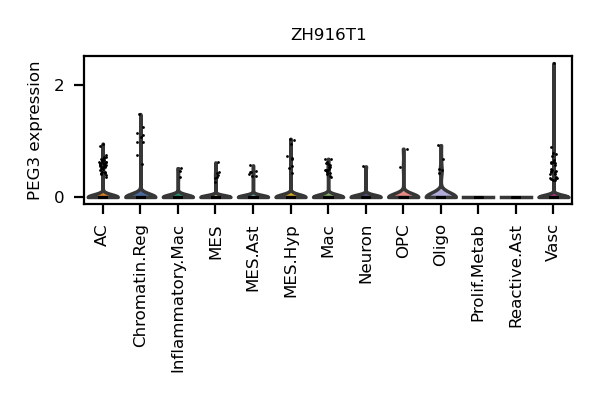 ZH916T1
PEG3 expression
2
0
AC
Chromatin.Reg
Inflammatory.Mac
MES
MES.Ast
MES.Hyp
Mac
Neuron
OPC
Oligo
Prolif.Metab
Reactive.Ast
Vasc